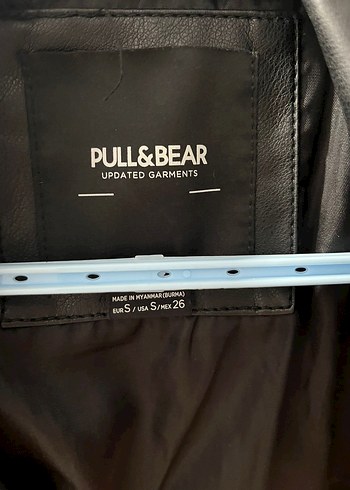 PULL&BEAR
UPDATED GARMENTS
MADE IN MYANMAR(BURMA)
EUR S / USA S / MEX 26